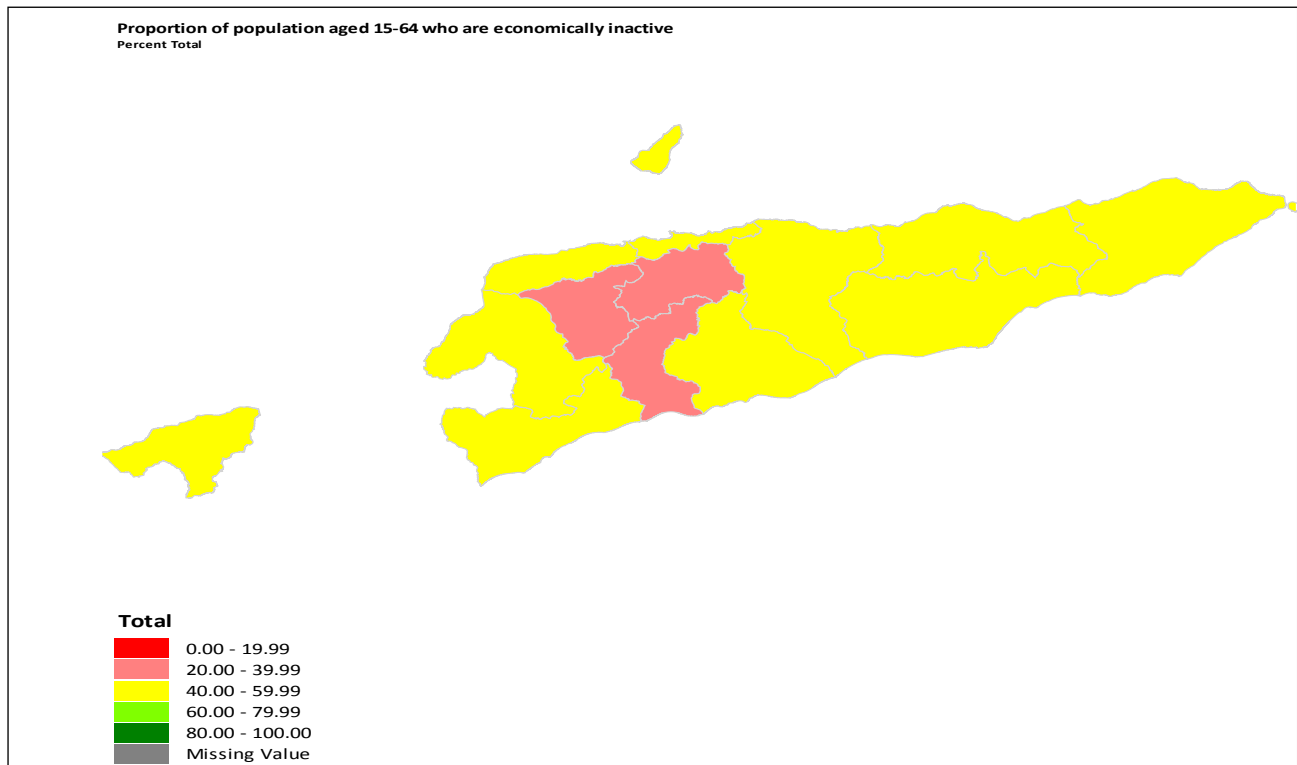 Proportion of population aged 15-64 who are economically inactive
Percent Total
Total
0.00 - 19.99
20.00 - 39.99
40.00 - 59.99
60.00 - 79.99
80.00 - 100.00
Missing Value